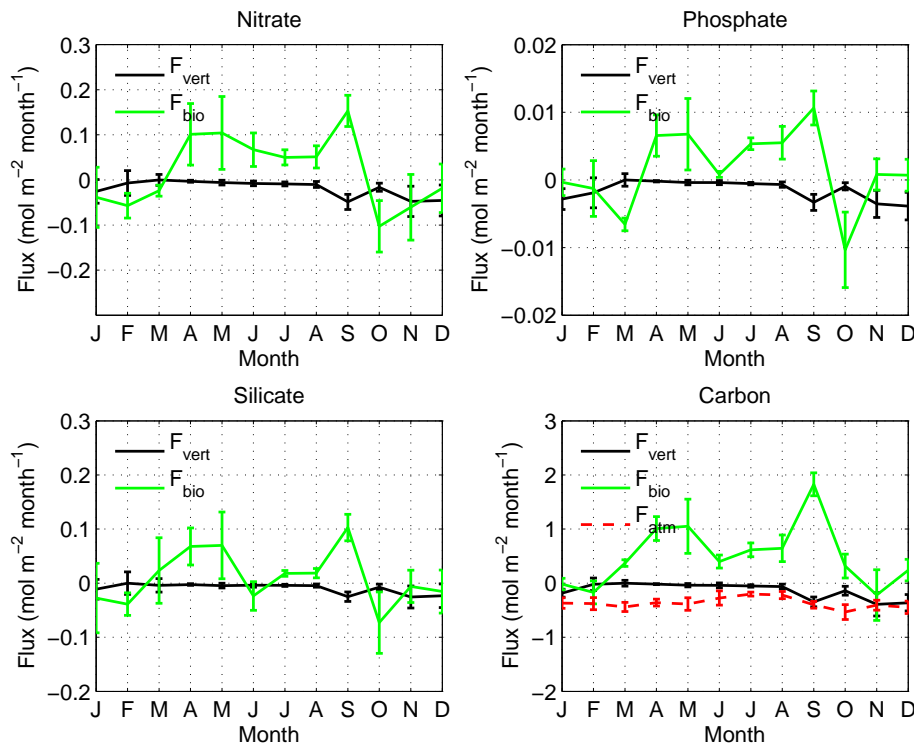 Nitrate
Flux (mol m⁻² month⁻¹)
0.3
0.2
0.1
0
−0.1
−0.2
F_vert
F_bio
J F M A M J J A S O N D
Month
Phosphate
Flux (mol m⁻² month⁻¹)
0.02
0.01
0
−0.01
−0.02
F_vert
F_bio
J F M A M J J A S O N D
Month
Silicate
Flux (mol m⁻² month⁻¹)
0.3
0.2
0.1
0
−0.1
−0.2
F_vert
F_bio
J F M A M J J A S O N D
Month
Carbon
Flux (mol m⁻² month⁻¹)
3
2
1
0
−1
−2
F_vert
F_bio
F_atm
J F M A M J J A S O N D
Month